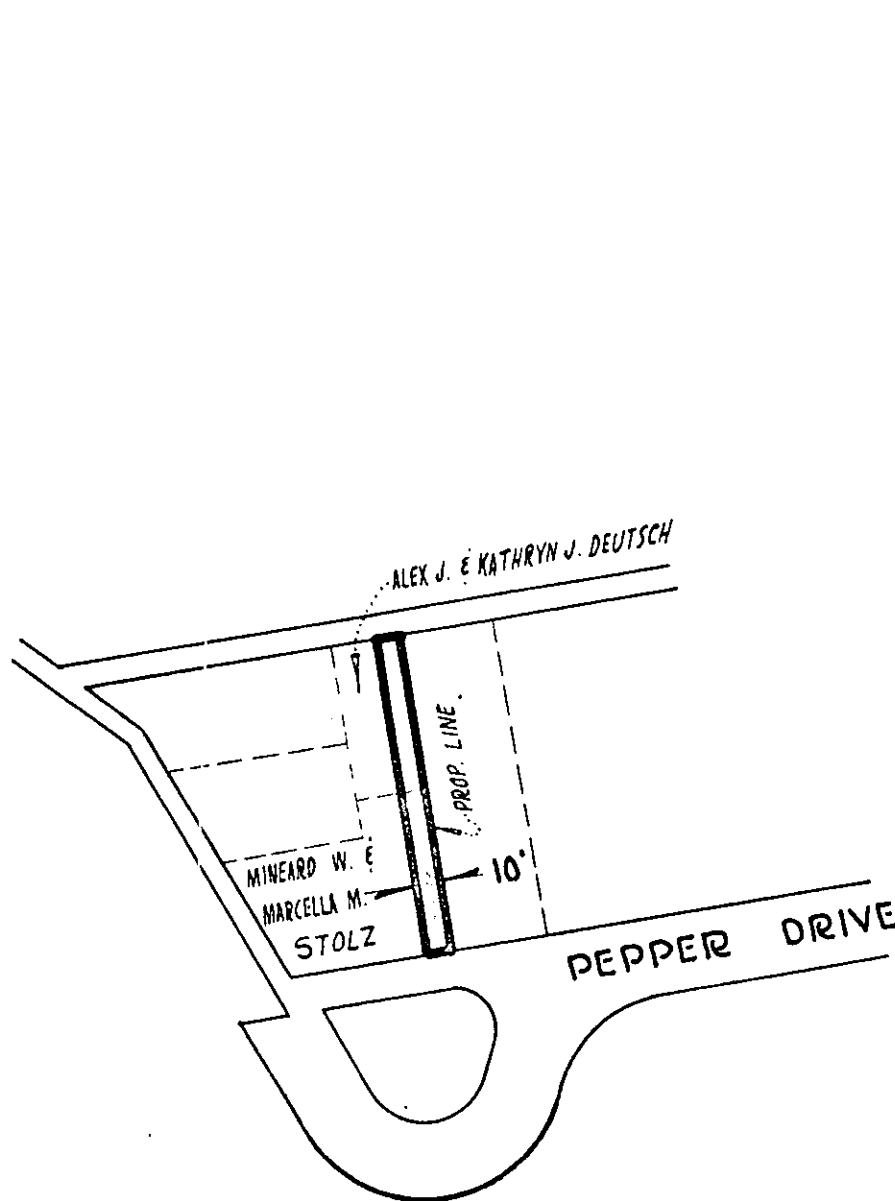 ALEX J. & KATHRYN J. DEUTSCH
PROP. LINE.
MINEARD W. &
MARCELLA M.
STOLZ
10'
PEPPER DRIVE